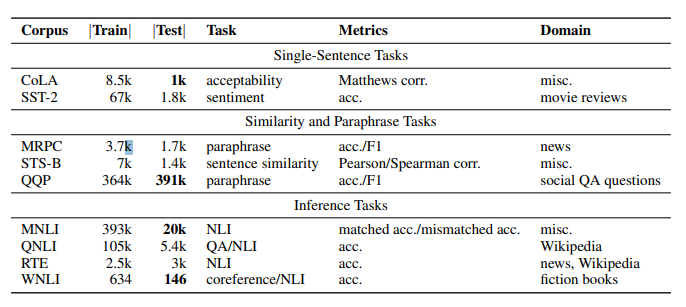 Corpus |Train| |Test| Task Metrics Domain
Single-Sentence Tasks
CoLA 8.5k 1k acceptability Matthews corr. misc.
SST-2 67k 1.8k sentiment acc. movie reviews
Similarity and Paraphrase Tasks
MRPC 3.7k 1.7k paraphrase acc./F1 news
STS-B 7k 1.4k sentence similarity Pearson/Spearman corr. misc.
QQP 364k 391k paraphrase acc./F1 social QA questions
Inference Tasks
MNLI 393k 20k NLI matched acc./mismatched acc. misc.
QNLI 105k 5.4k QA/NLI acc. Wikipedia
RTE 2.5k 3k NLI acc. news, Wikipedia
WNLI 634 146 coreference/NLI acc. fiction books